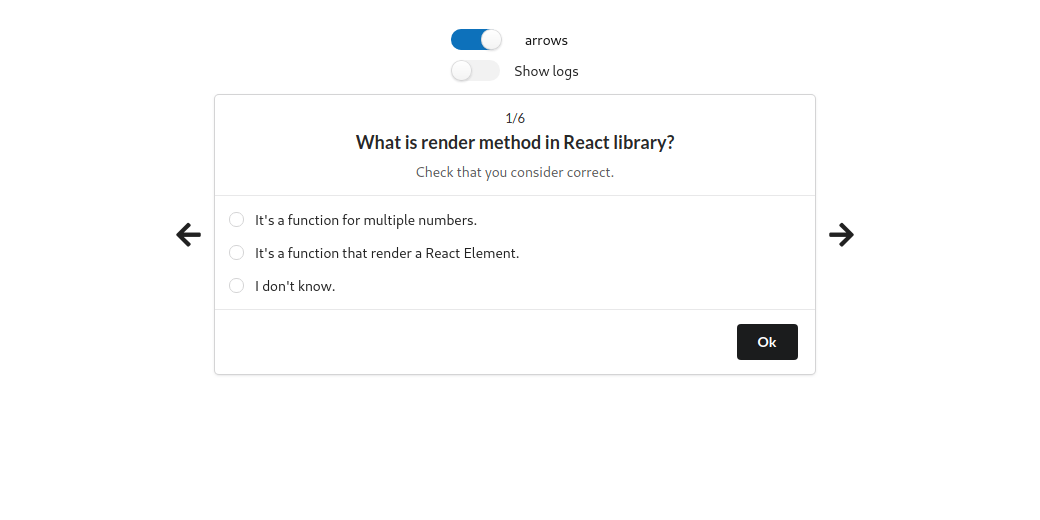 arrows
Show logs
1/6
What is render method in React library?
Check that you consider correct.
It's a function for multiple numbers.
It's a function that render a React Element.
I don't know.
Ok